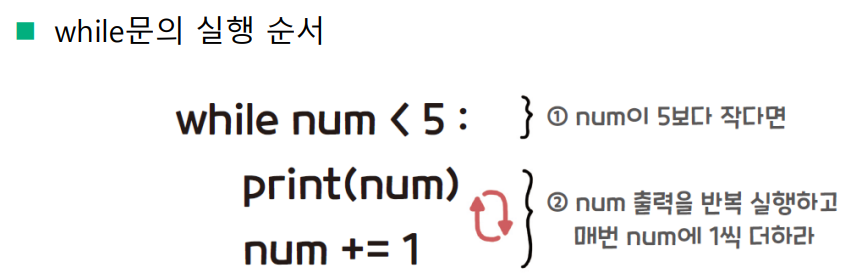 while문의 실행 순서
while num < 5 :
① num이 5보다 작다면
print(num)
num += 1
② num 출력을 반복 실행하고
매번 num에 1씩 더하라